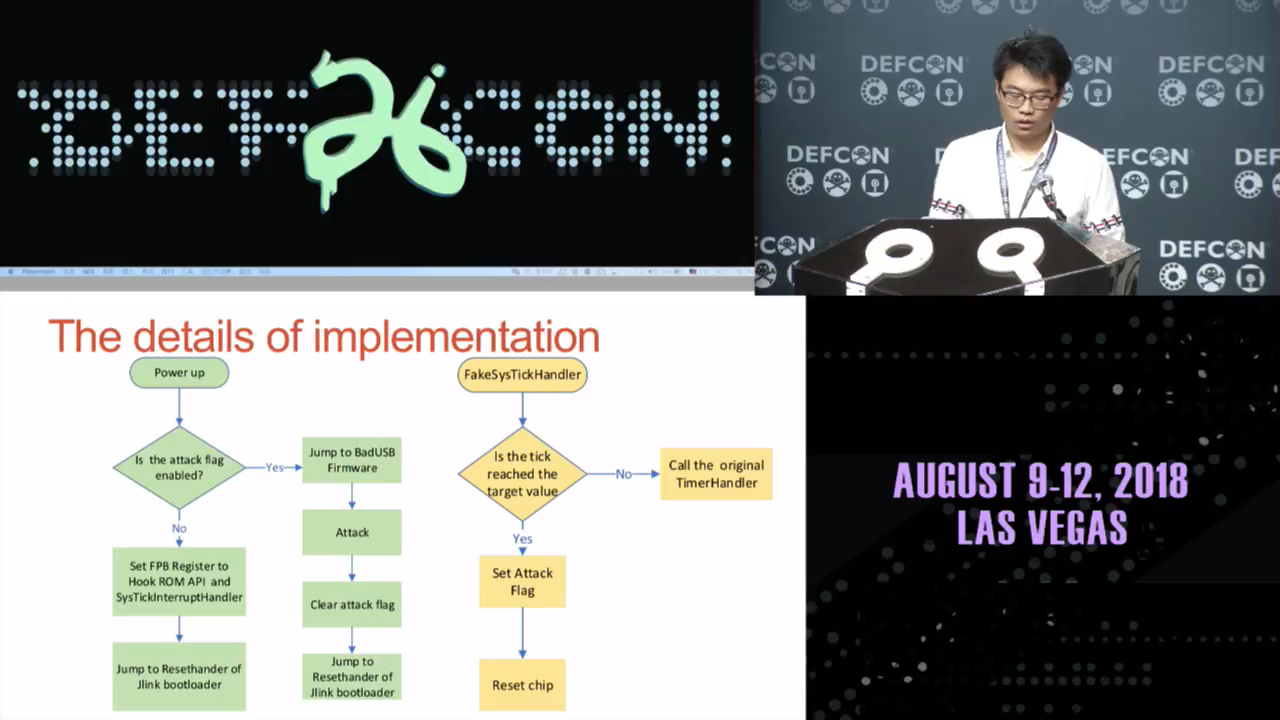 DEF CON
26
DEFCON
DEFCON
DEFCON
DEFCON
The details of implementation
Power up
Is the attack flag
enabled?
Yes
No
Set FPB Register to
Hook ROM API and
SysTickInterruptHandler
Jump to Resethander of
Jlink bootloader
Jump to BadUSB
Firmware
Attack
Clear attack flag
Jump to
Resethander of
Jlink bootloader
FakeSysTickHandler
Is the tick
reached the
target value
No
Call the original
TimerHandler
Yes
Set Attack
Flag
Reset chip
AUGUST 9-12, 2018
LAS VEGAS